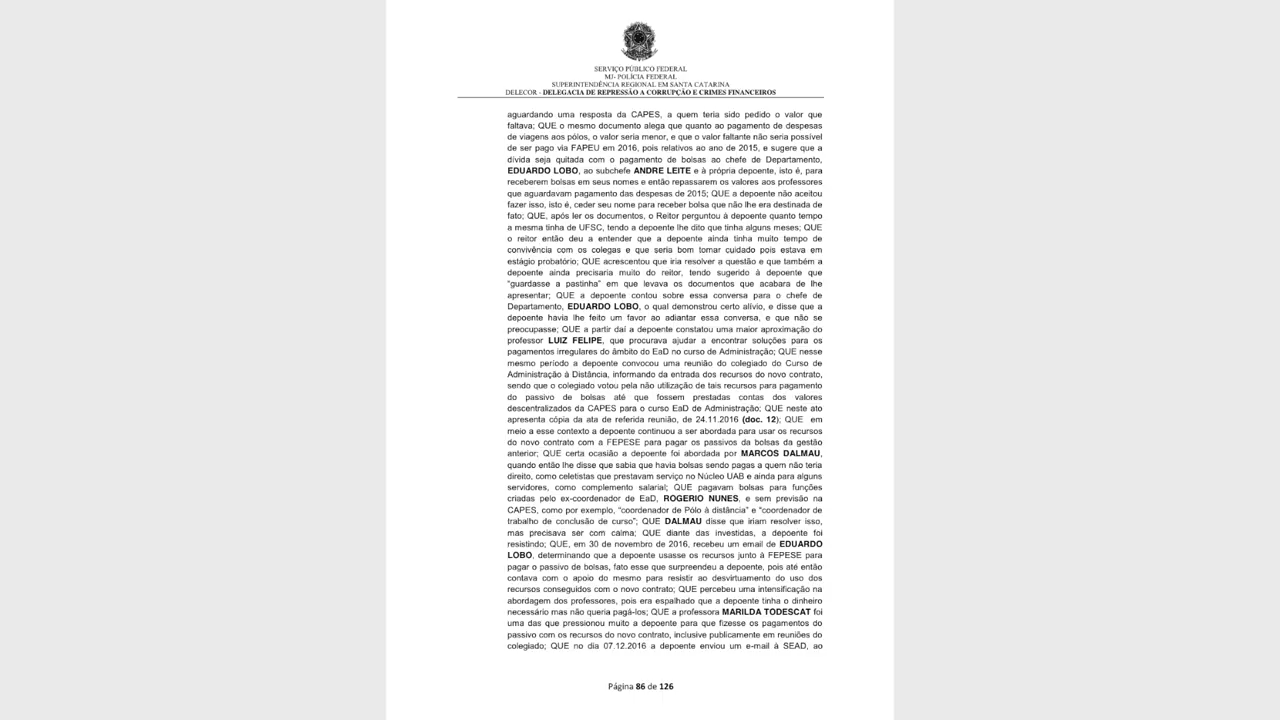 SERVIÇO PÚBLICO FEDERAL
MJ- POLÍCIA FEDERAL
SUPERINTENDÊNCIA REGIONAL EM SANTA CATARINA
DELECOR - DELEGACIA DE REPRESSÃO A CORRUPÇÃO E CRIMES FINANCEIROS
aguardando uma resposta da CAPES, a quem teria sido pedido o valor que
faltava; QUE o mesmo documento alega que quanto ao pagamento de despesas
de viagens aos pólos, o valor seria menor, e que o valor faltante não seria possível
de ser pago via FAPEU em 2016, pois relativos ao ano de 2015, e sugere que a
dívida seja quitada com o pagamento de bolsas ao chefe de Departamento,
EDUARDO LOBO, ao subchefe ANDRE LEITE e à própria depoente, isto é, para
receberem bolsas em seus nomes e então repassarem os valores aos professores
que aguardavam pagamento das despesas de 2015; QUE a depoente não aceitou
fazer isso, isto é, ceder seu nome para receber bolsa que não lhe era destinada de
fato; QUE, após ler os documentos, o Reitor perguntou à depoente quanto tempo
a mesma tinha de UFSC, tendo a depoente lhe dito que tinha alguns meses; QUE
o reitor então deu a entender que a depoente ainda tinha muito tempo de
convivência com os colegas e que seria bom tomar cuidado pois estava em
estágio probatório; QUE acrescentou que iria resolver a questão e que também a
depoente ainda precisaria muito do reitor, tendo sugerido à depoente que
“guardasse a pastinha” em que levava os documentos que acabara de lhe
apresentar; QUE a depoente contou sobre essa conversa para o chefe de
Departamento, EDUARDO LOBO, o qual demonstrou certo alívio, e disse que a
depoente havia lhe feito um favor ao adiantar essa conversa, e que não se
preocupasse; QUE a partir daí a depoente constatou uma maior aproximação do
professor LUIZ FELIPE, que procurava ajudar a encontrar soluções para os
pagamentos irregulares do âmbito do EaD no curso de Administração; QUE nesse
mesmo período a depoente convocou uma reunião do colegiado do Curso de
Administração à Distância, informando da entrada dos recursos do novo contrato,
sendo que o colegiado votou pela não utilização de tais recursos para pagamento
do passivo de bolsas até que fossem prestadas contas dos valores
descentralizados da CAPES para o curso EaD de Administração; QUE neste ato
apresenta cópia da ata de referida reunião, de 24.11.2016 (doc. 12); QUE em
meio a esse contexto a depoente continuou a ser abordada para usar os recursos
do novo contrato com a FEPESE para pagar os passivos da bolsas da gestão
anterior; QUE certa ocasião a depoente foi abordada por MARCOS DALMAU,
quando então lhe disse que sabia que havia bolsas sendo pagas a quem não teria
direito, como celetistas que prestavam serviço no Núcleo UAB e ainda para alguns
servidores, como complemento salarial; QUE pagavam bolsas para funções
criadas pelo ex-coordenador de EaD, ROGERIO NUNES, e sem previsão na
CAPES, como por exemplo, “coordenador de Pólo à distância” e “coordenador de
trabalho de conclusão de curso”; QUE DALMAU disse que iriam resolver isso,
mas precisava ser com calma; QUE diante das investidas, a depoente foi
resistindo; QUE, em 30 de novembro de 2016, recebeu um email de EDUARDO
LOBO, determinando que a depoente usasse os recursos junto à FEPESE para
pagar o passivo de bolsas, fato esse que surpreendeu a depoente, pois até então
contava com o apoio do mesmo para resistir ao desvirtuamento do uso dos
recursos conseguidos com o novo contrato; QUE percebeu uma intensificação na
abordagem dos professores, pois era espalhado que a depoente tinha o dinheiro
necessário mas não queria pagá-los; QUE a professora MARILDA TODESCAT foi
uma das que pressionou muito a depoente para que fizesse os pagamentos do
passivo com os recursos do novo contrato, inclusive publicamente em reuniões do
colegiado; QUE no dia 07.12.2016 a depoente enviou um e-mail à SEAD, ao
Página 86 de 126